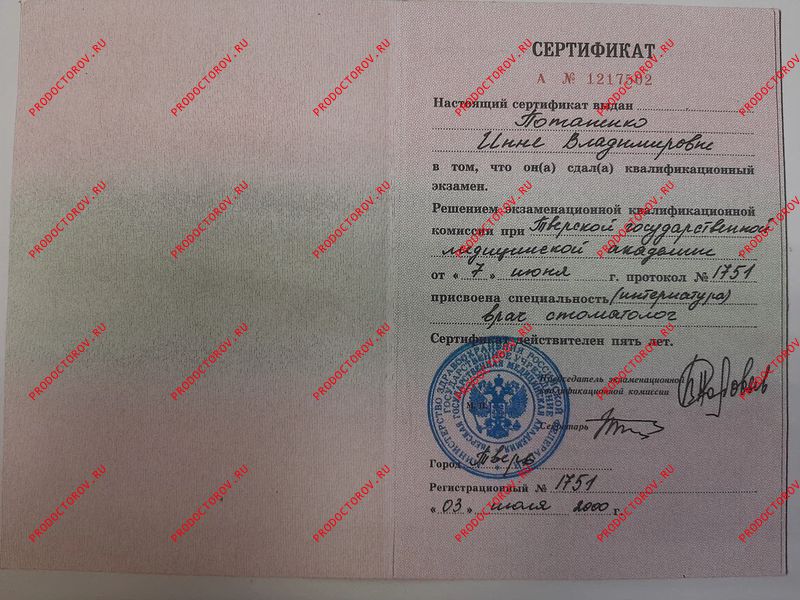 СЕРТИФИКАТ
А № 1217502
Настоящий сертификат выдан
Потапенко
Инне Владимировне
в том, что он(а) сдал(а) квалификационный
экзамен.
Решением экзаменационной квалификационной
комиссии при Тверской государственной
медицинской академии
от « 7 » июня г. протокол № 1751
присвоена специальность (интернатура)
врач стоматолог
Сертификат действителен пять лет.
Председатель экзаменационной
квалификационной комиссии
М.П.
Секретарь
Город Тверь
Регистрационный № 1751
« 03 » июля 2000 г.
PRODOCTOROV.RU